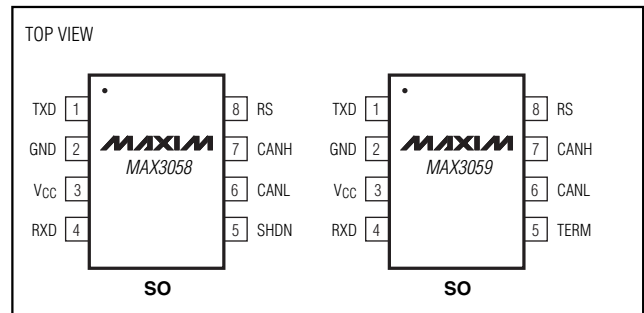 TOP VIEW
TXD 1 8 RS TXD 1 8 RS
GND 2 MAXIM 7 CANH GND 2 MAXIM 7 CANH
MAX3058 MAX3059
VCC 3 6 CANL VCC 3 6 CANL
RXD 4 5 SHDN RXD 4 5 TERM
SO SO